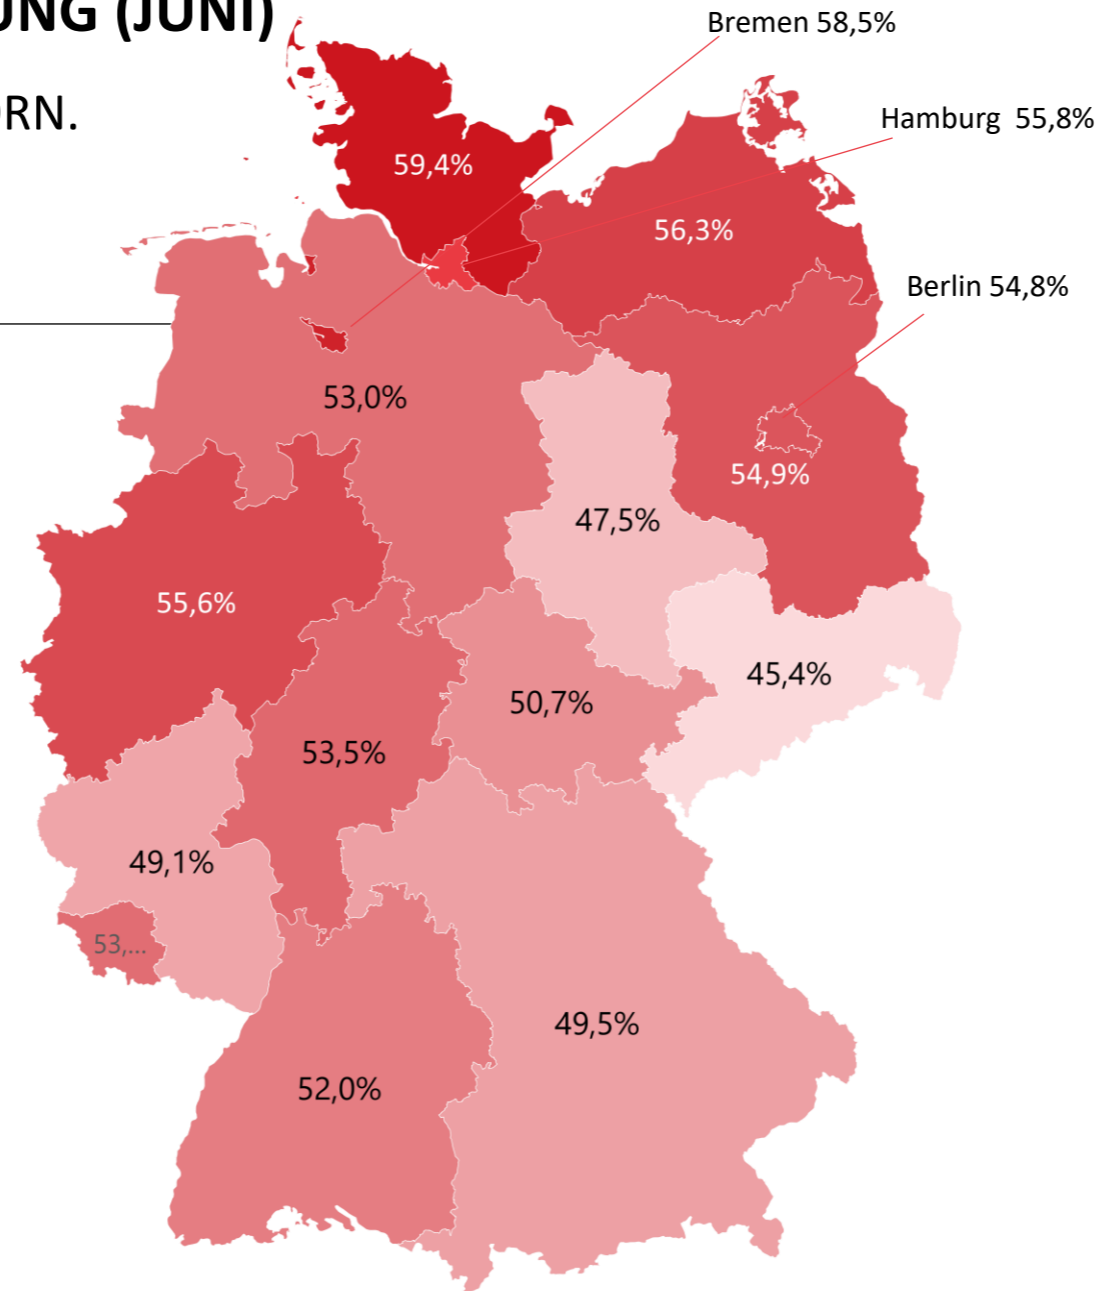 UNG (JUNI)
Bremen 58,5%
ORN.
Hamburg 55,8%
59,4%
56,3%
Berlin 54,8%
53,0%
54,9%
47,5%
55,6%
45,4%
50,7%
53,5%
49,1%
53,...
49,5%
52,0%